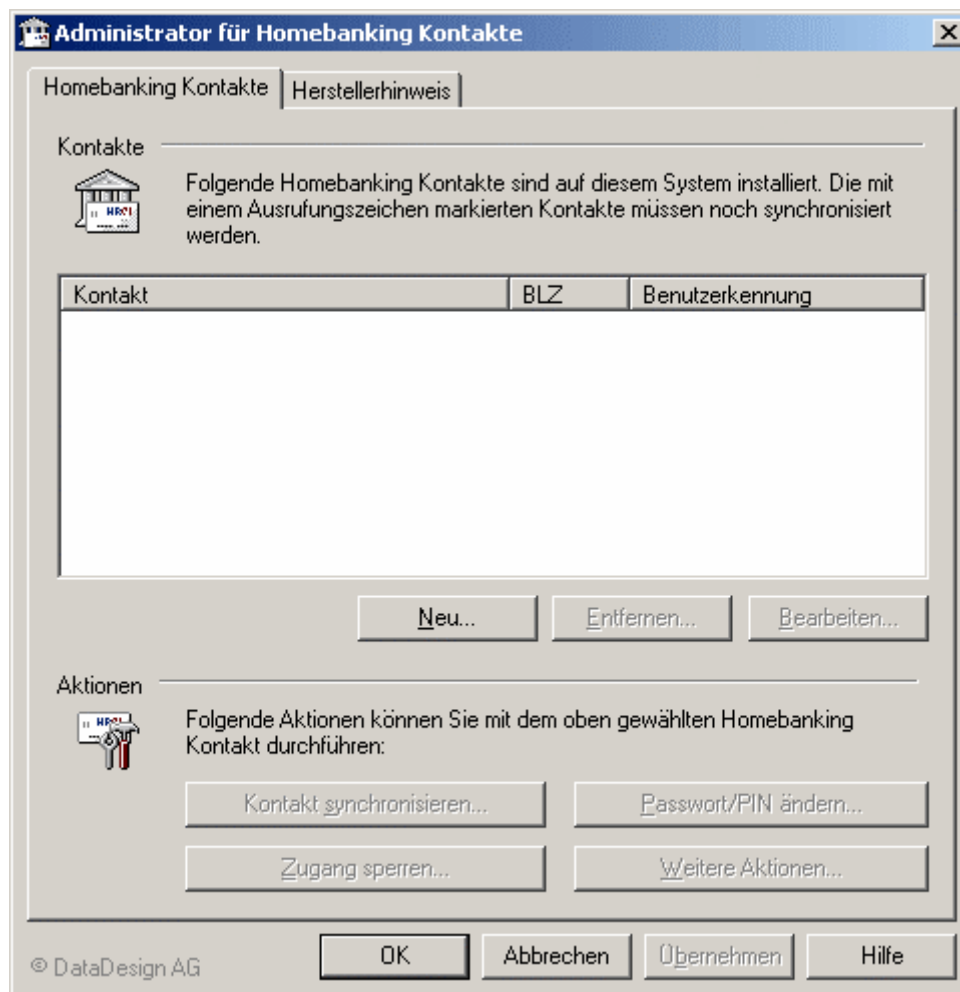 Administrator für Homebanking Kontakte
Homebanking Kontakte
Herstellerhinweis
Kontakte
Folgende Homebanking Kontakte sind auf diesem System installiert. Die mit
einem Ausrufungszeichen markierten Kontakte müssen noch synchronisiert
werden.
Kontakt BLZ Benutzerkennung
Neu... Entfernen... Bearbeiten...
Aktionen
Folgende Aktionen können Sie mit dem oben gewählten Homebanking
Kontakt durchführen:
Kontakt synchronisieren... Passwort/PIN ändern...
Zugang sperren... Weitere Aktionen...
© DataDesign AG OK Abbrechen Übernehmen Hilfe